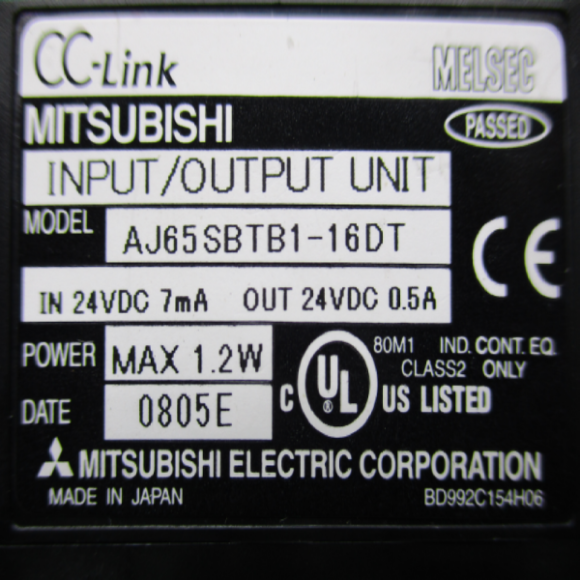 CC-Link MELSEC
MITSUBISHI PASSED
INPUT/OUTPUT UNIT
MODEL AJ65SBTB1-16DT
CE
IN 24VDC 7mA OUT 24VDC 0.5A
POWER MAX 1.2W
80M1 IND. CONT. EQ.
CLASS2 ONLY
DATE 0805E
C UL ® US LISTED
MITSUBISHI ELECTRIC CORPORATION
MADE IN JAPAN BD992C154H06